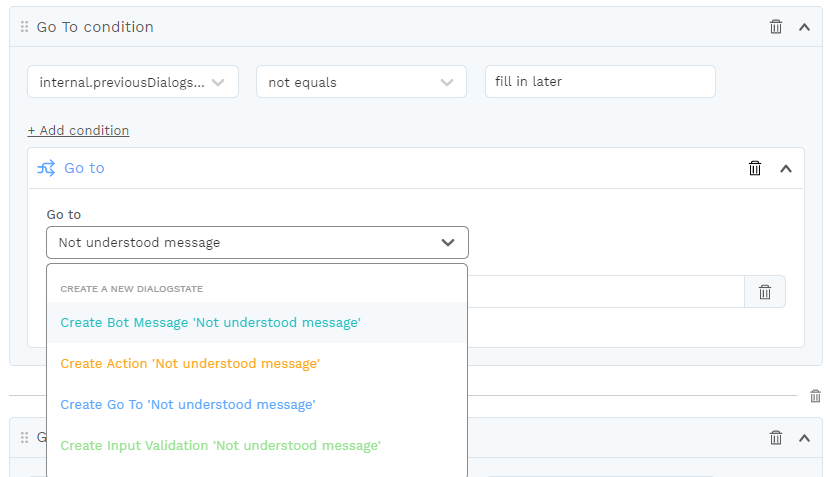 Go To condition
internal.previousDialogs... not equals fill in later
+ Add condition
Go to
Go to
Not understood message
CREATE A NEW DIALOGSTATE
Create Bot Message 'Not understood message'
Create Action 'Not understood message'
Create Go To 'Not understood message'
G
Create Input Validation 'Not understood message'